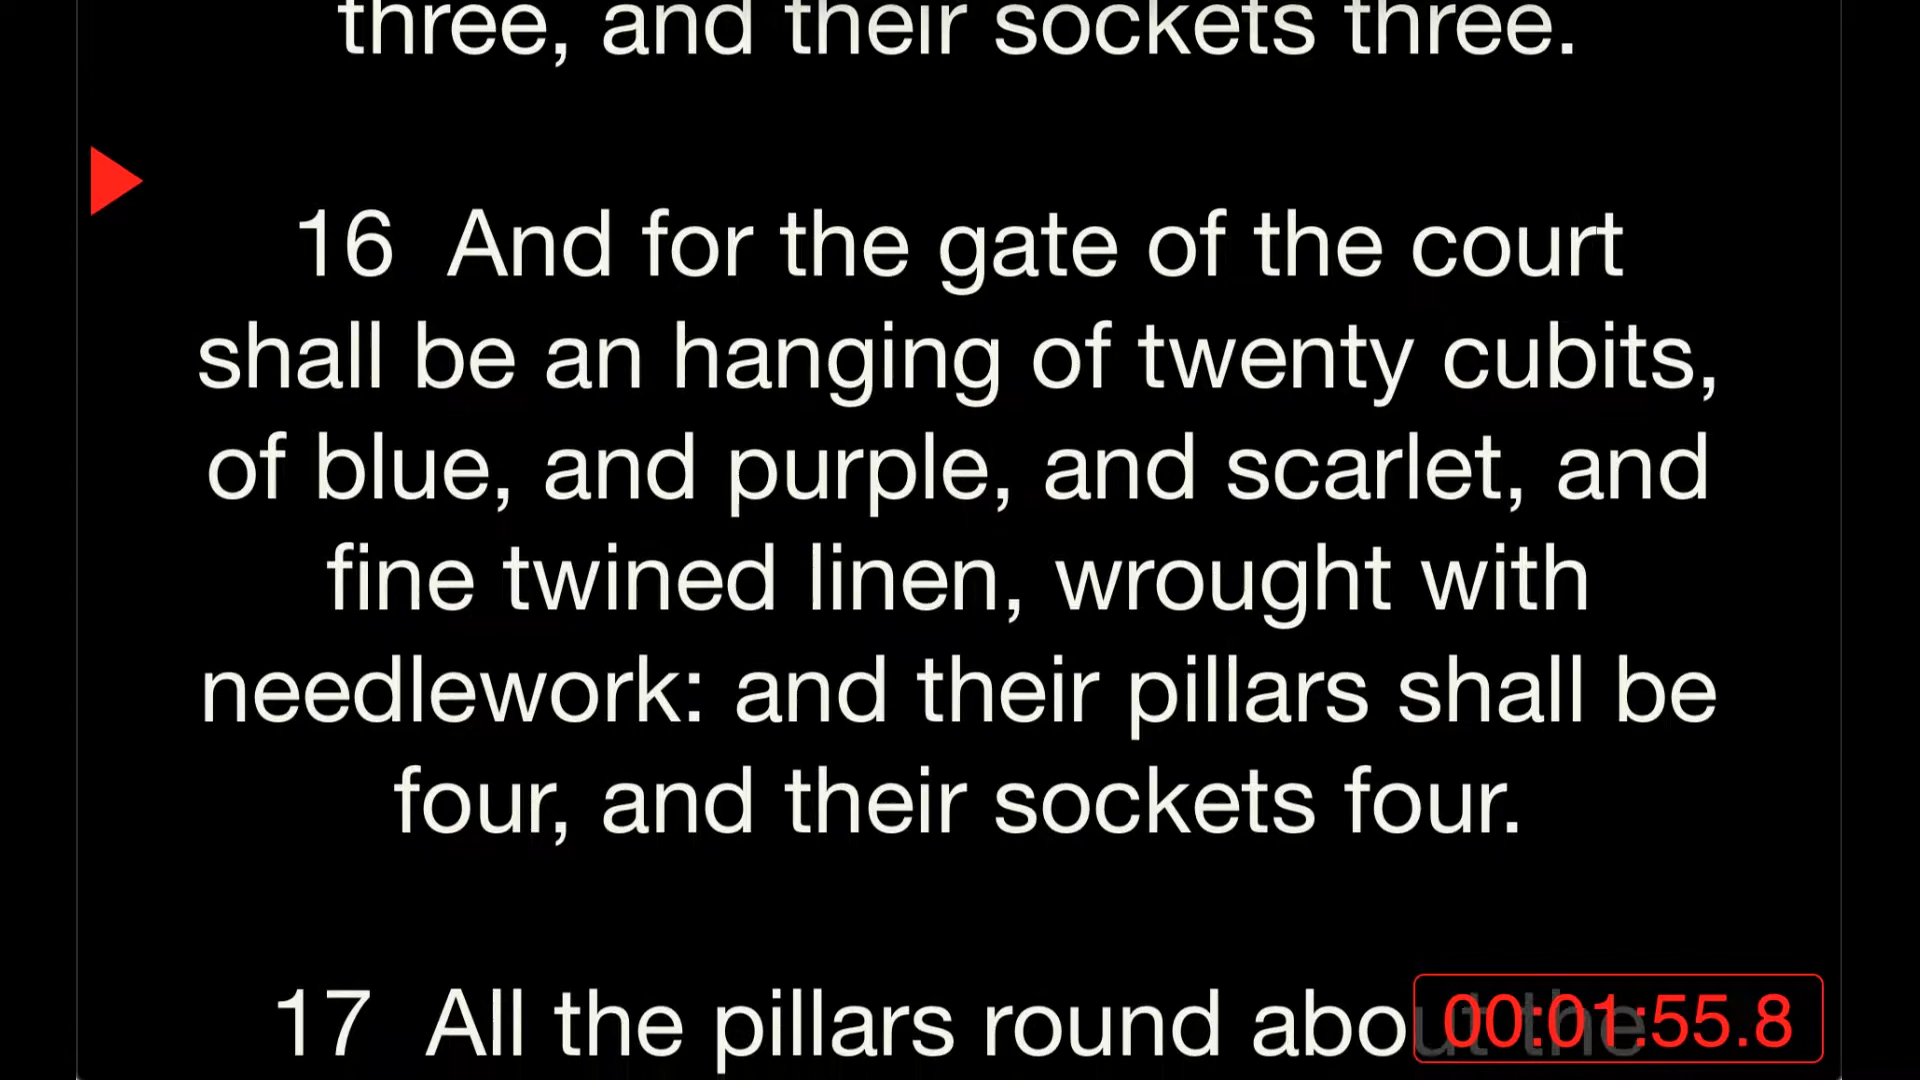 three, and their sockets three.
16 And for the gate of the court
shall be an hanging of twenty cubits,
of blue, and purple, and scarlet, and
fine twined linen, wrought with
needlework: and their pillars shall be
four, and their sockets four.
17 All the pillars round about the
00:01:55.8